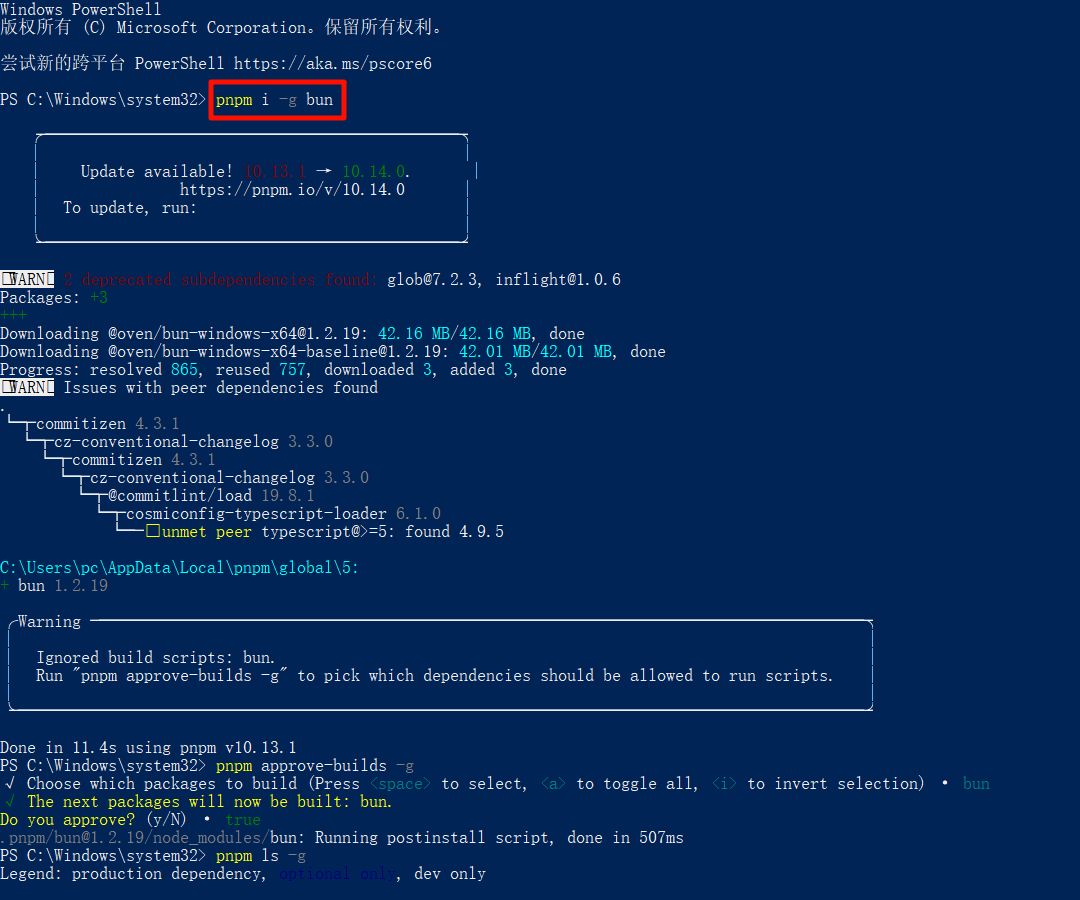 Windows PowerShell
版权所有 (C) Microsoft Corporation。保留所有权利。
尝试新的跨平台 PowerShell https://aka.ms/pscore6
PS C:\Windows\system32> pnpm i -g bun
Update available! 10.13.1 → 10.14.0.
https://pnpm.io/v/10.14.0
To update, run:
WARN 2 deprecated subdependencies found: glob@7.2.3, inflight@1.0.6
Packages: +3
+++
Downloading @oven/bun-windows-x64@1.2.19: 42.16 MB/42.16 MB, done
Downloading @oven/bun-windows-x64-baseline@1.2.19: 42.01 MB/42.01 MB, done
Progress: resolved 865, reused 757, downloaded 3, added 3, done
WARN Issues with peer dependencies found
.
└─┬commitizen 4.3.1
└─┬cz-conventional-changelog 3.3.0
└─┬commitizen 4.3.1
└─┬cz-conventional-changelog 3.3.0
└─┬@commitlint/load 19.8.1
└─┬cosmiconfig-typescript-loader 6.1.0
└──unmet peer typescript@>=5: found 4.9.5
C:\Users\pc\AppData\Local\pnpm\global\5:
+ bun 1.2.19
Warning
Ignored build scripts: bun.
Run "pnpm approve-builds -g" to pick which dependencies should be allowed to run scripts.
Done in 11.4s using pnpm v10.13.1
PS C:\Windows\system32> pnpm approve-builds -g
√ Choose which packages to build (Press <space> to select, <a> to toggle all, <i> to invert selection) · bun
√ The next packages will now be built: bun.
Do you approve? (y/N) · true
.pnpm/bun@1.2.19/node_modules/bun: Running postinstall script, done in 507ms
PS C:\Windows\system32> pnpm ls -g
Legend: production dependency, optional only, dev only